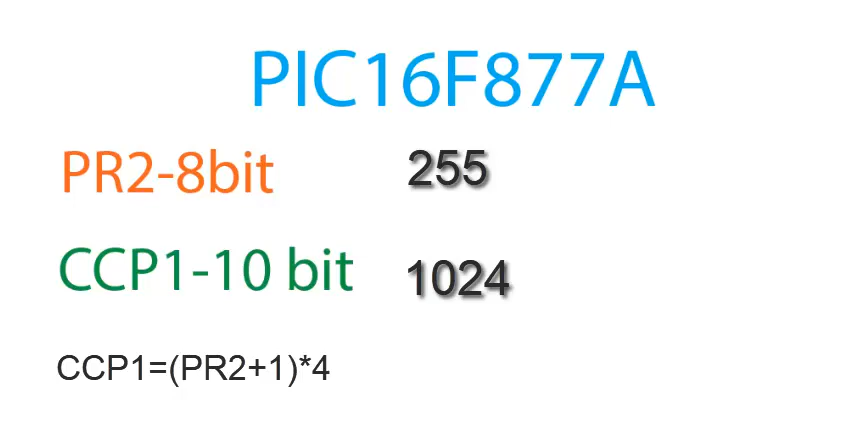 PIC16F877A
PR2-8bit 255
CCP1-10 bit 1024
CCP1=(PR2+1)*4